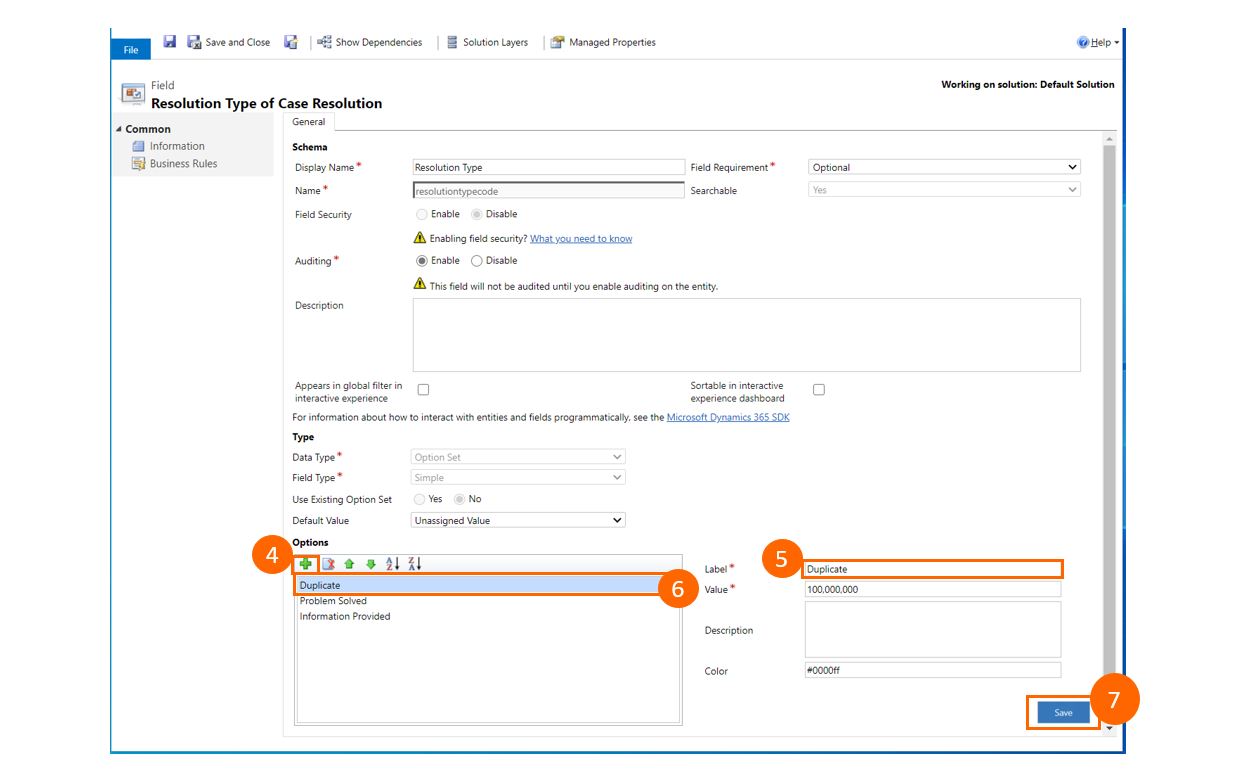 File
Save and Close
Show Dependencies
Solution Layers
Managed Properties
Help
Field
Resolution Type of Case Resolution
Working on solution: Default Solution
Common
Information
Business Rules
General
Schema
Display Name*
Resolution Type
Field Requirement*
Optional
Name*
resolutiontypecode
Searchable
Yes
Field Security
Enable
Disable
Enabling field security? What you need to know
Auditing*
Enable
Disable
This field will not be audited until you enable auditing on the entity.
Description
Appears in global filter in
interactive experience
Sortable in interactive
experience dashboard
For information about how to interact with entities and fields programmatically, see the Microsoft Dynamics 365 SDK
Type
Data Type*
Option Set
Field Type*
Simple
Use Existing Option Set
Yes
No
Default Value
Unassigned Value
Options
4
Duplicate
Problem Solved
Information Provided
5
6
Label*
Duplicate
Value*
100,000,000
Description
Color
#0000ff
Save
7